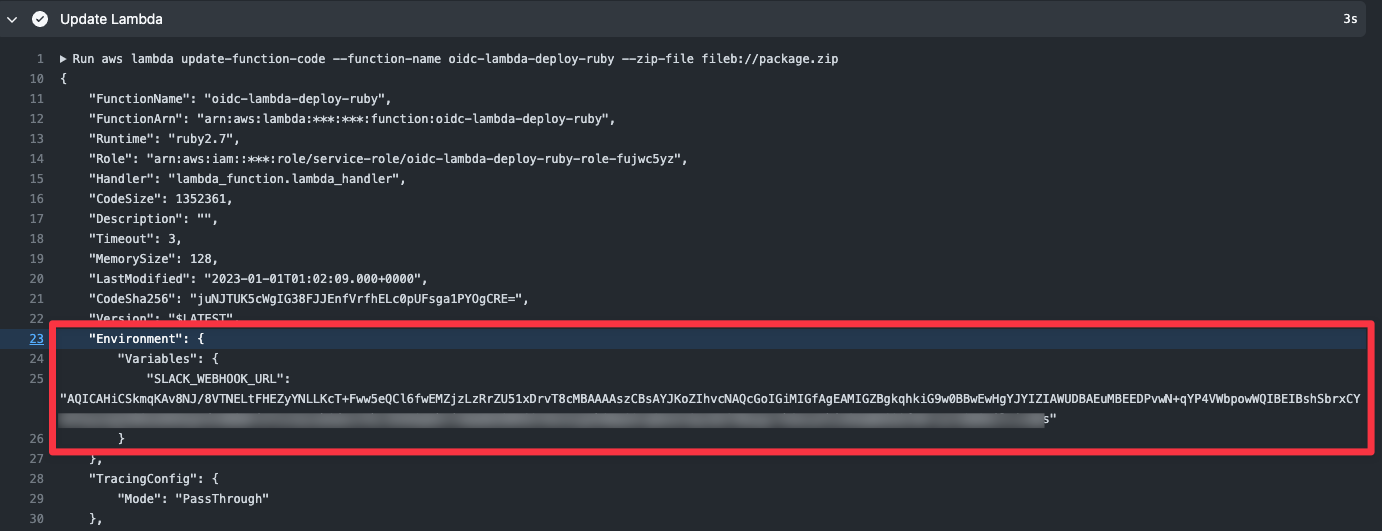 Update Lambda 3s
1 Run aws lambda update-function-code --function-name oidc-lambda-deploy-ruby --zip-file fileb://package.zip
10 {
11 "FunctionName": "oidc-lambda-deploy-ruby",
12 "FunctionArn": "arn:aws:lambda:***:***:function:oidc-lambda-deploy-ruby",
13 "Runtime": "ruby2.7",
14 "Role": "arn:aws:iam::***:role/service-role/oidc-lambda-deploy-ruby-role-fujwc5yz",
15 "Handler": "lambda_function.lambda_handler",
16 "CodeSize": 1352361,
17 "Description": "",
18 "Timeout": 3,
19 "MemorySize": 128,
20 "LastModified": "2023-01-01T01:02:09.000+0000",
21 "CodeSha256": "juNJTUK5cWgIG38FJJEnfVrfhELc0pUFsga1PYOgCRE=",
22 "Version": "$LATEST",
23 "Environment": {
24 "Variables": {
25 "SLACK_WEBHOOK_URL":
"AQICAHiCSkmqKAv8NJ/8VTNELtFHEZyYNLLKcT+Fww5eQCl6fwEMZjzLzRrZU51xDrvT8cMBAAAAszCBsAYJKoZIhvcNAQcGoIGiMIGfAgEAMIGZBgkqhkiG9w0BBwEwHgYJYIZIAWUDBAEuMBEEDPvwN+qYP4VWbpowWQIBEIBshSbrxCY
s"
26 }
27 },
28 "TracingConfig": {
29 "Mode": "PassThrough"
30 },